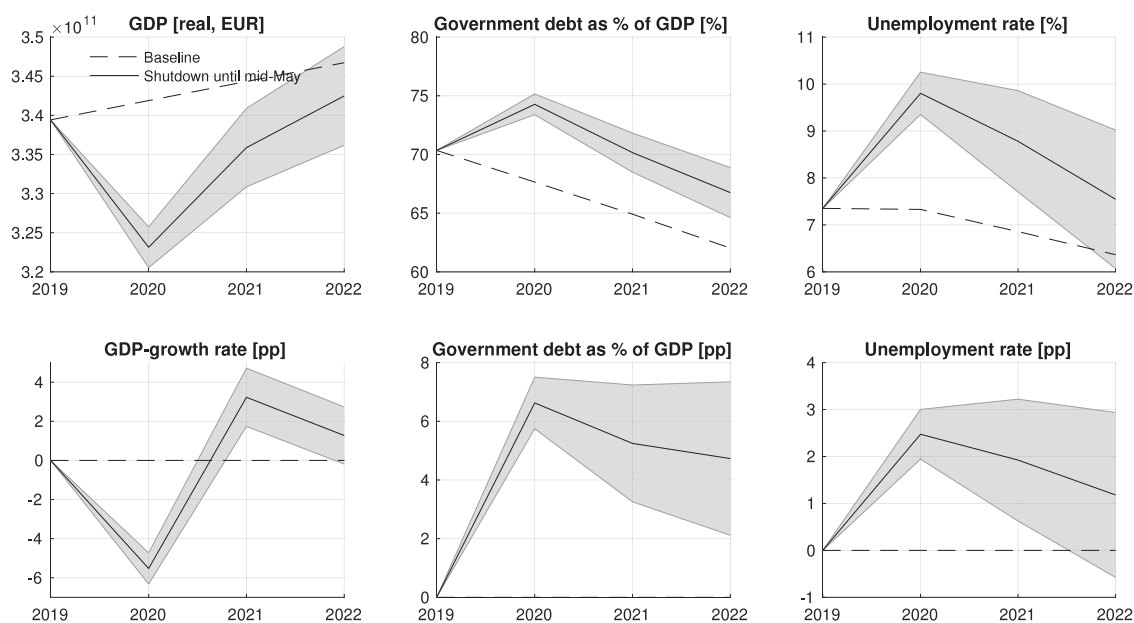 GDP [real, EUR]
×10^11
3.5
3.45
3.4
3.35
3.3
3.25
3.2
2019 2020 2021 2022
Baseline
Shutdown until mid-May
Government debt as % of GDP [%]
80
75
70
65
60
2019 2020 2021 2022
Unemployment rate [%]
11
10
9
8
7
6
2019 2020 2021 2022
GDP-growth rate [pp]
4
2
0
-2
-4
-6
2019 2020 2021 2022
Government debt as % of GDP [pp]
8
6
4
2
0
2019 2020 2021 2022
Unemployment rate [pp]
4
3
2
1
0
-1
2019 2020 2021 2022